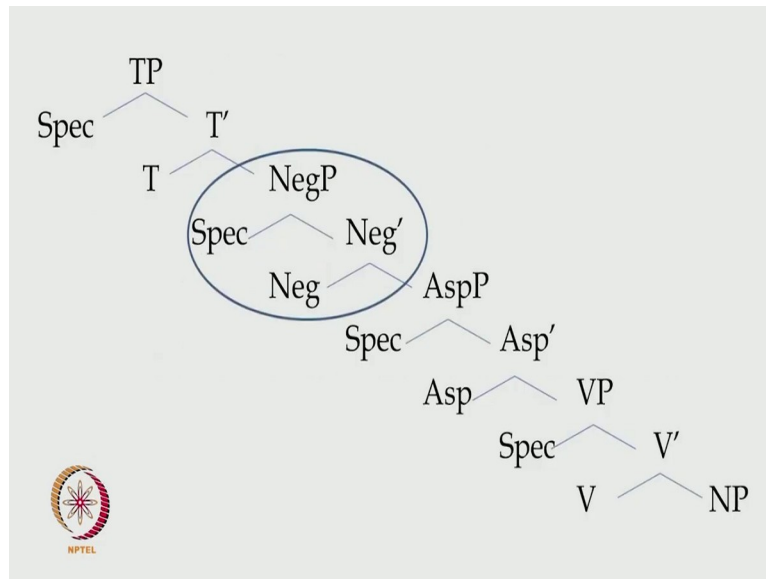 TP
Spec T′
T NegP
Spec Neg′
Neg AspP
Spec Asp′
Asp VP
Spec V′
V NP
NPTEL